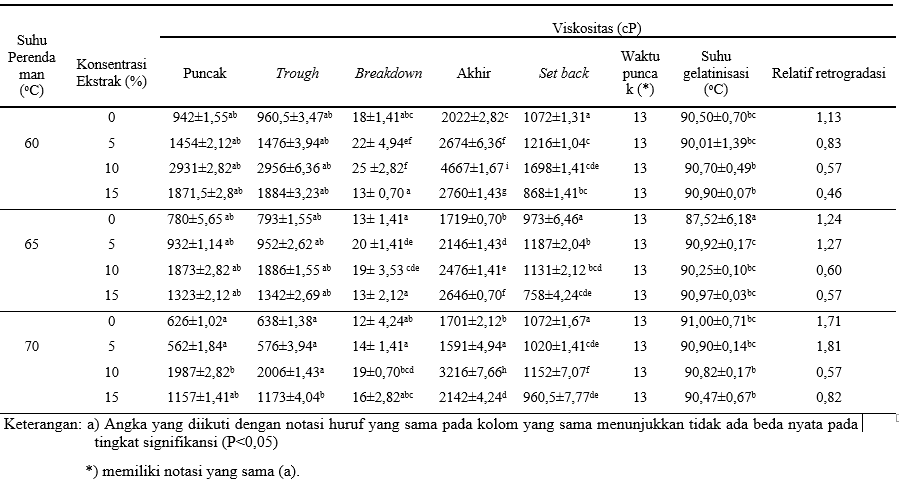 Viskositas (cP)
Suhu Perenda man (°C) Konsentrasi Ekstrak (%) Puncak Trough Breakdown Akhir Set back Waktu punca k (*) Suhu gelatinisasi (°C) Relatif retrogradasi
0 942±1,55ab 960,5±3,47ab 18±1,41abc 2022±2,82c 1072±1,31a 13 90,50±0,70bc 1,13
60 5 1454±2,12ab 1476±3,94ab 22± 4,94ef 2674±6,36f 1216±1,04c 13 90,01±1,39bc 0,83
10 2931±2,82ab 2956±6,36 ab 25 ±2,82f 4667±1,67 i 1698±1,41cde 13 90,70±0,49b 0,57
15 1871,5±2,8ab 1884±3,23ab 13± 0,70 a 2760±1,43g 868±1,41bc 13 90,90±0,07b 0,46
0 780±5,65 ab 793±1,55ab 13± 1,41a 1719±0,70b 973±6,46a 13 87,52±6,18a 1,24
65 5 932±1,14 ab 952±2,62 ab 20 ±1,41de 2146±1,43d 1187±2,04b 13 90,92±0,17c 1,27
10 1873±2,82 ab 1886±1,55 ab 19± 3,53 cde 2476±1,41e 1131±2,12 bcd 13 90,25±0,10bc 0,60
15 1323±2,12 ab 1342±2,69 ab 13± 2,12a 2646±0,70f 758±4,24cde 13 90,97±0,03bc 0,57
0 626±1,02a 638±1,38a 12± 4,24ab 1701±2,12b 1072±1,67a 13 91,00±0,71bc 1,71
70 5 562±1,84a 576±3,94a 14± 1,41a 1591±4,94a 1020±1,41cde 13 90,90±0,14bc 1,81
10 1987±2,82b 2006±1,43a 19±0,70bcd 3216±7,66h 1152±7,07f 13 90,82±0,17b 0,57
15 1157±1,41ab 1173±4,04b 16±2,82abc 2142±4,24d 960,5±7,77de 13 90,47±0,67b 0,82
Keterangan: a) Angka yang diikuti dengan notasi huruf yang sama pada kolom yang sama menunjukkan tidak ada beda nyata pada
tingkat signifikansi (P<0,05)
*) memiliki notasi yang sama (a).